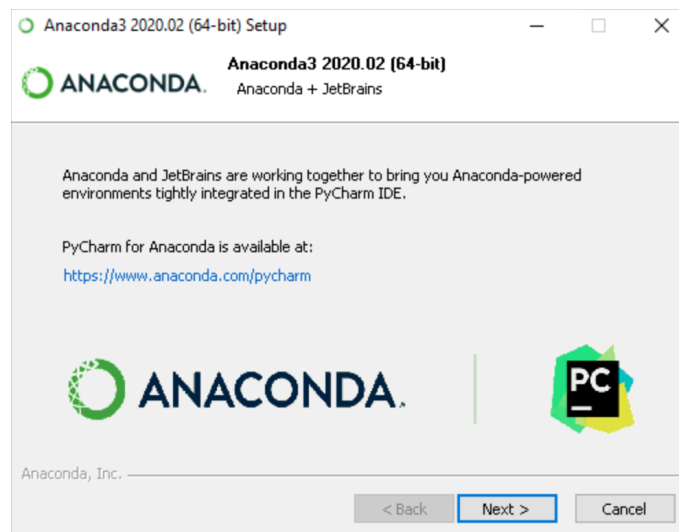 Anaconda3 2020.02 (64-bit) Setup
ANACONDA.
Anaconda3 2020.02 (64-bit)
Anaconda + JetBrains
Anaconda and JetBrains are working together to bring you Anaconda-powered
environments tightly integrated in the PyCharm IDE.
PyCharm for Anaconda is available at:
https://www.anaconda.com/pycharm
ANACONDA.
PC
Anaconda, Inc.
< Back Next > Cancel